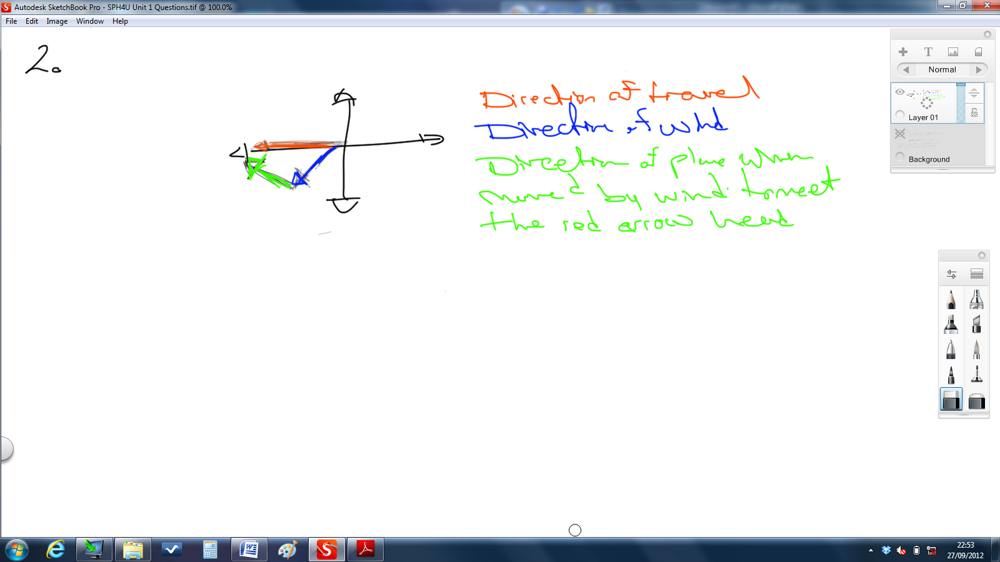 Autodesk SketchBook Pro - SPH4U Unit 1 Questions.tif @ 100.0%
File Edit Image Window Help
2.
Direction of travel
Direction of wind
Direction of plane when
moved by wind to meet
the red arrow head
T
Normal
Layer 01
Background
22:53
27/09/2012